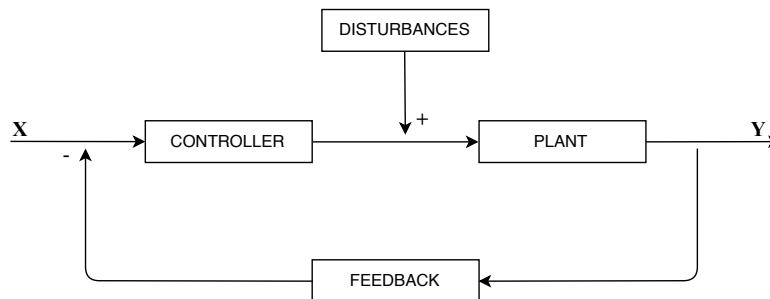 DISTURBANCES
X
CONTROLLER
+
PLANT
Y
-
FEEDBACK